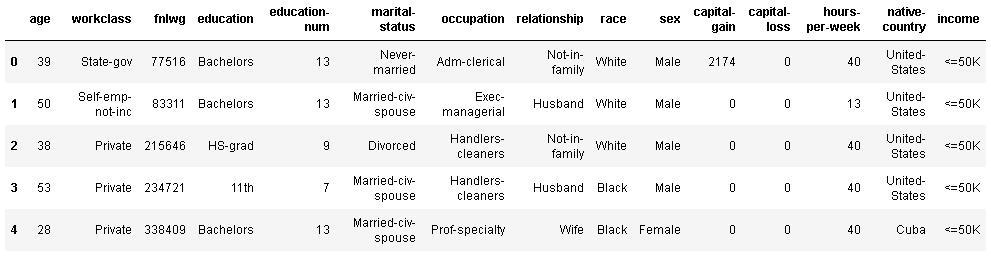 age workclass fnlwg education education-num marital-status occupation relationship race sex capital-gain capital-loss hours-per-week native-country income
0 39 State-gov 77516 Bachelors 13 Never-married Adm-clerical Not-in-family White Male 2174 0 40 United-States <=50K
1 50 Self-emp-not-inc 83311 Bachelors 13 Married-civ-spouse Exec-managerial Husband White Male 0 0 13 United-States <=50K
2 38 Private 215646 HS-grad 9 Divorced Handlers-cleaners Not-in-family White Male 0 0 40 United-States <=50K
3 53 Private 234721 11th 7 Married-civ-spouse Handlers-cleaners Husband Black Male 0 0 40 United-States <=50K
4 28 Private 338409 Bachelors 13 Married-civ-spouse Prof-specialty Wife Black Female 0 0 40 Cuba <=50K